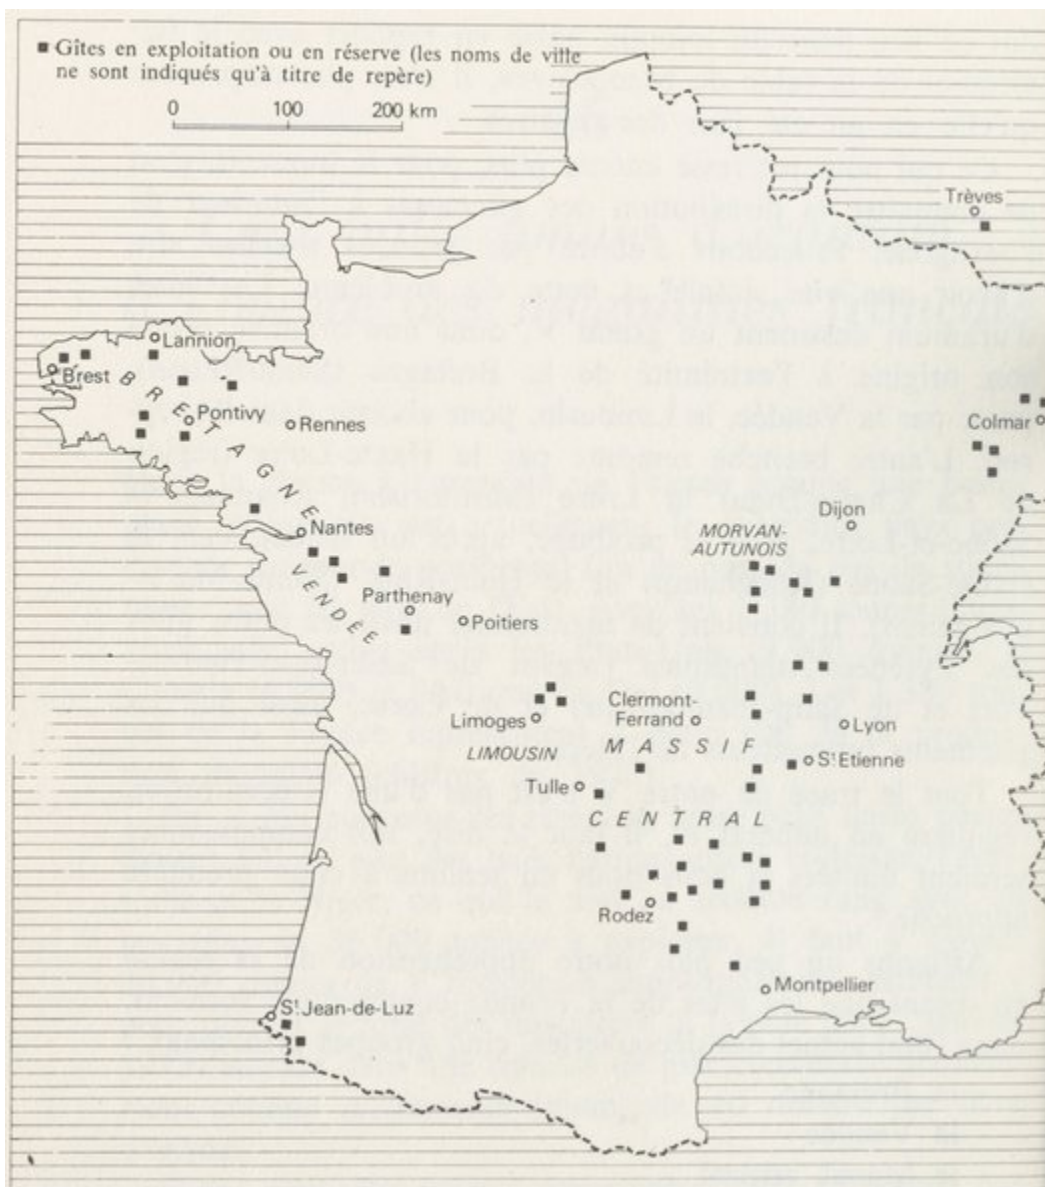 ■ Gîtes en exploitation ou en réserve (les noms de ville
ne sont indiqués qu'à titre de repère)
0 100 200 km
Trèves
Lannion
Brest
BRETAGNE
Pontivy
Rennes
Colmar
Dijon
Nantes
MORVAN-
AUTUNOIS
VENDÉE
Parthenay
Poitiers
Clermont-
Ferrand
Limoges
Lyon
LIMOUSIN
MASSIF
St Etienne
Tulle
CENTRAL
Rodez
Montpellier
St Jean-de-Luz